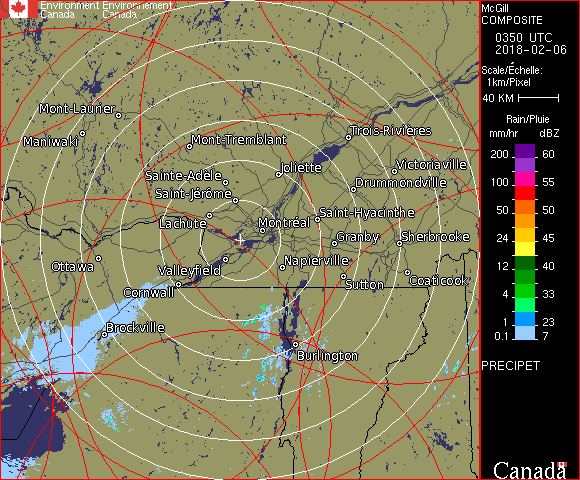 Environment Environnement
Canada Canada
McGill
COMPOSITE
0350 UTC
2018-02-06
Scale/Échelle:
1km/Pixel
40 KM
Rain/Pluie
mm/hr dBZ
200 60
55
100 55
50 50
24 45
12 40
4 33
1 23
0.1 7
PRECIPET
Canada
Mont-Laurier
Maniwaki
Mont-Tremblant
Trois-Rivières
Joliette
Victoriaville
Sainte-Adèle
Drummondville
Saint-Jérôme
Saint-Hyacinthe
Lachute
Montréal
Granby
Sherbrooke
Ottawa
Valleyfield
Napierville
Cornwall
Sutton
Coaticook
Brockville
Burlington